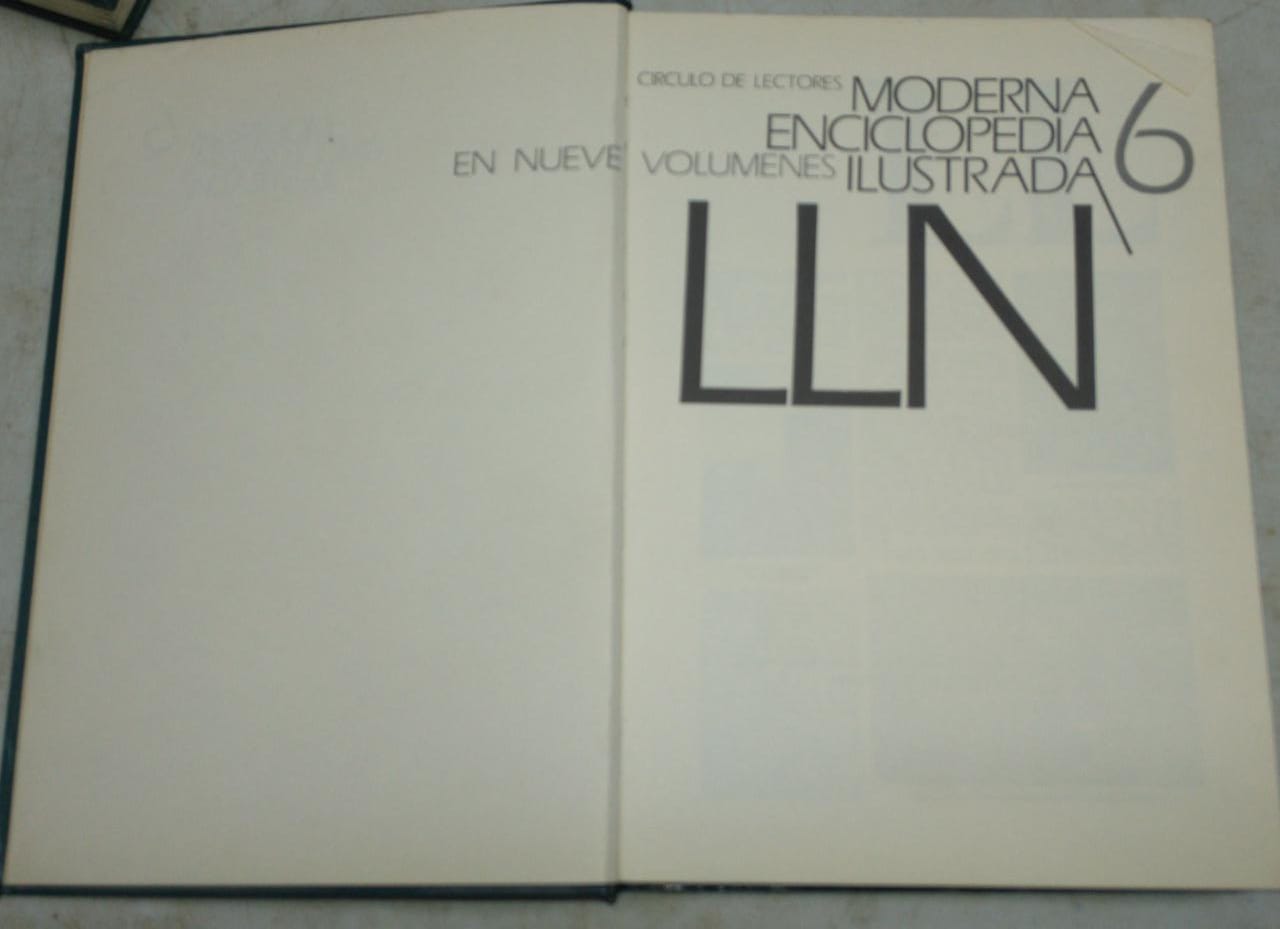 CIRCULO DE LECTORES MODERNA 6
ENCICLOPEDIA
EN NUEVE VOLUMENES ILUSTRADA
LLN